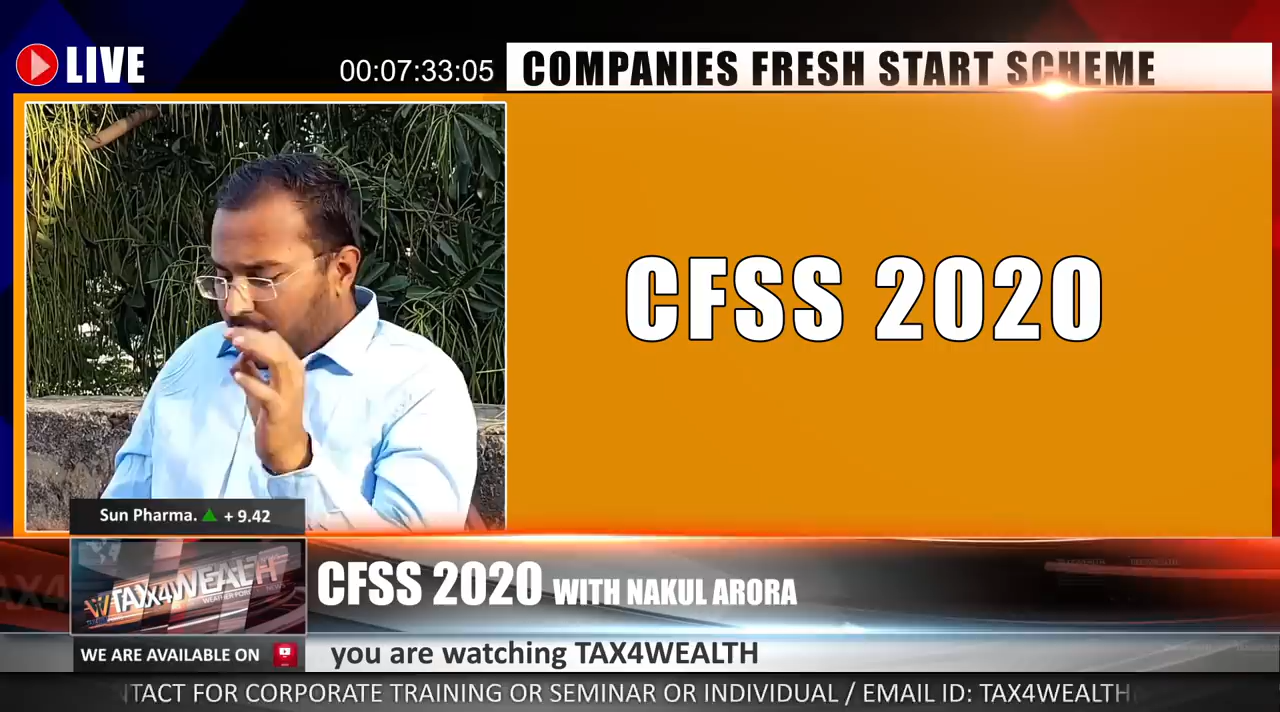 LIVE
00:07:33:05
COMPANIES FRESH START SCHEME
CFSS 2020
Sun Pharma. ▲ + 9.42
TAX4WEALTH
CFSS 2020 WITH NAKUL ARORA
WE ARE AVAILABLE ON
you are watching TAX4WEALTH
TACT FOR CORPORATE TRAINING OR SEMINAR OR INDIVIDUAL / EMAIL ID: TAX4WEALTH